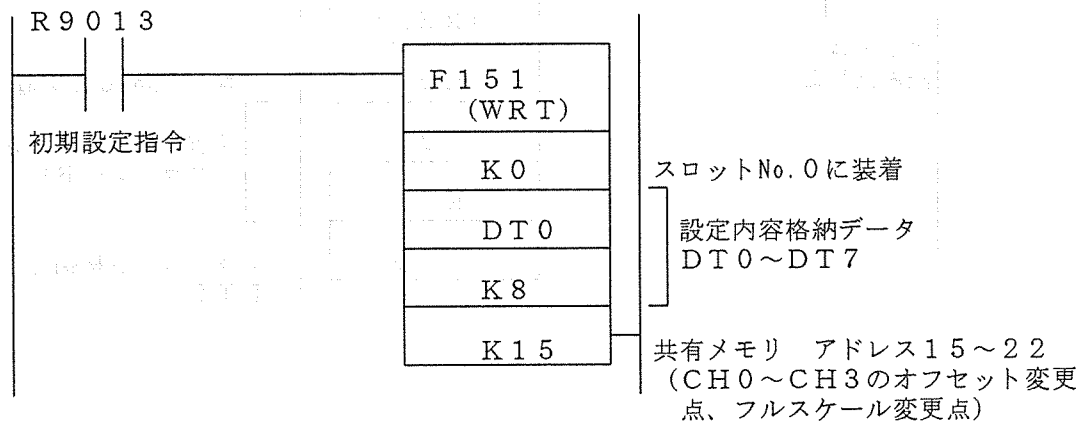 R9013
F151
(WRT)
初期設定指令
K0
スロットNo.0に装着
DT0
設定内容格納データ
DT0～DT7
K8
K15
共有メモリ　アドレス15～22
(CH0～CH3のオフセット変更
点、フルスケール変更点)